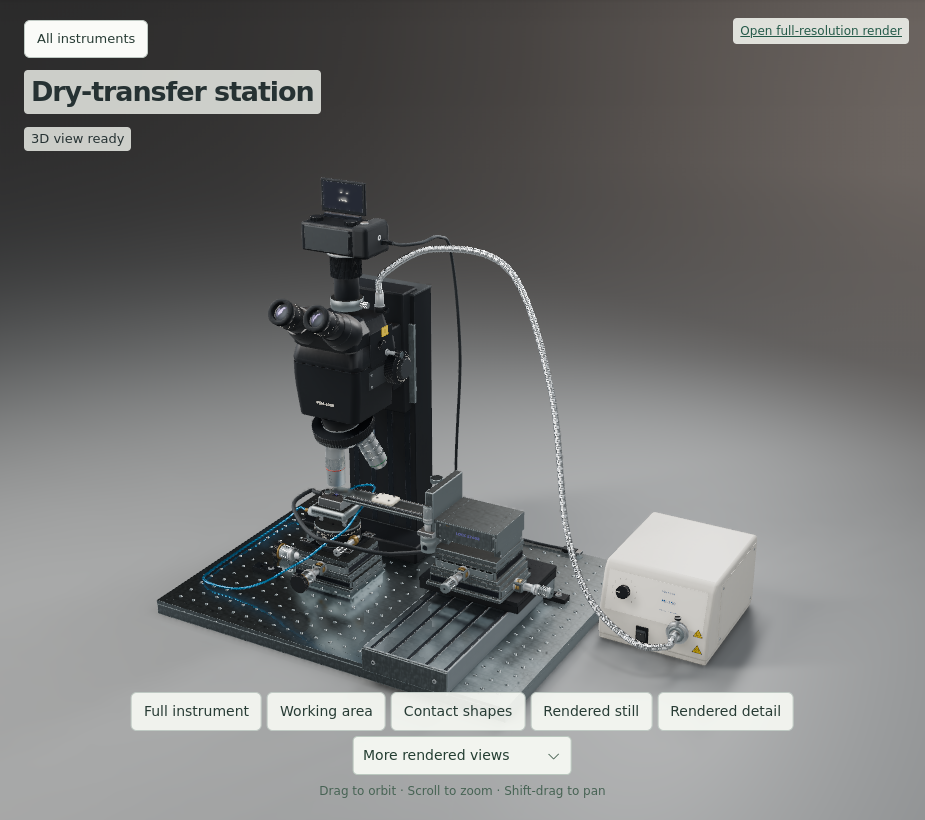 All instruments
Open full-resolution render
Dry-transfer station
3D view ready
Full instrument
Working area
Contact shapes
Rendered still
Rendered detail
More rendered views
Drag to orbit · Scroll to zoom · Shift-drag to pan